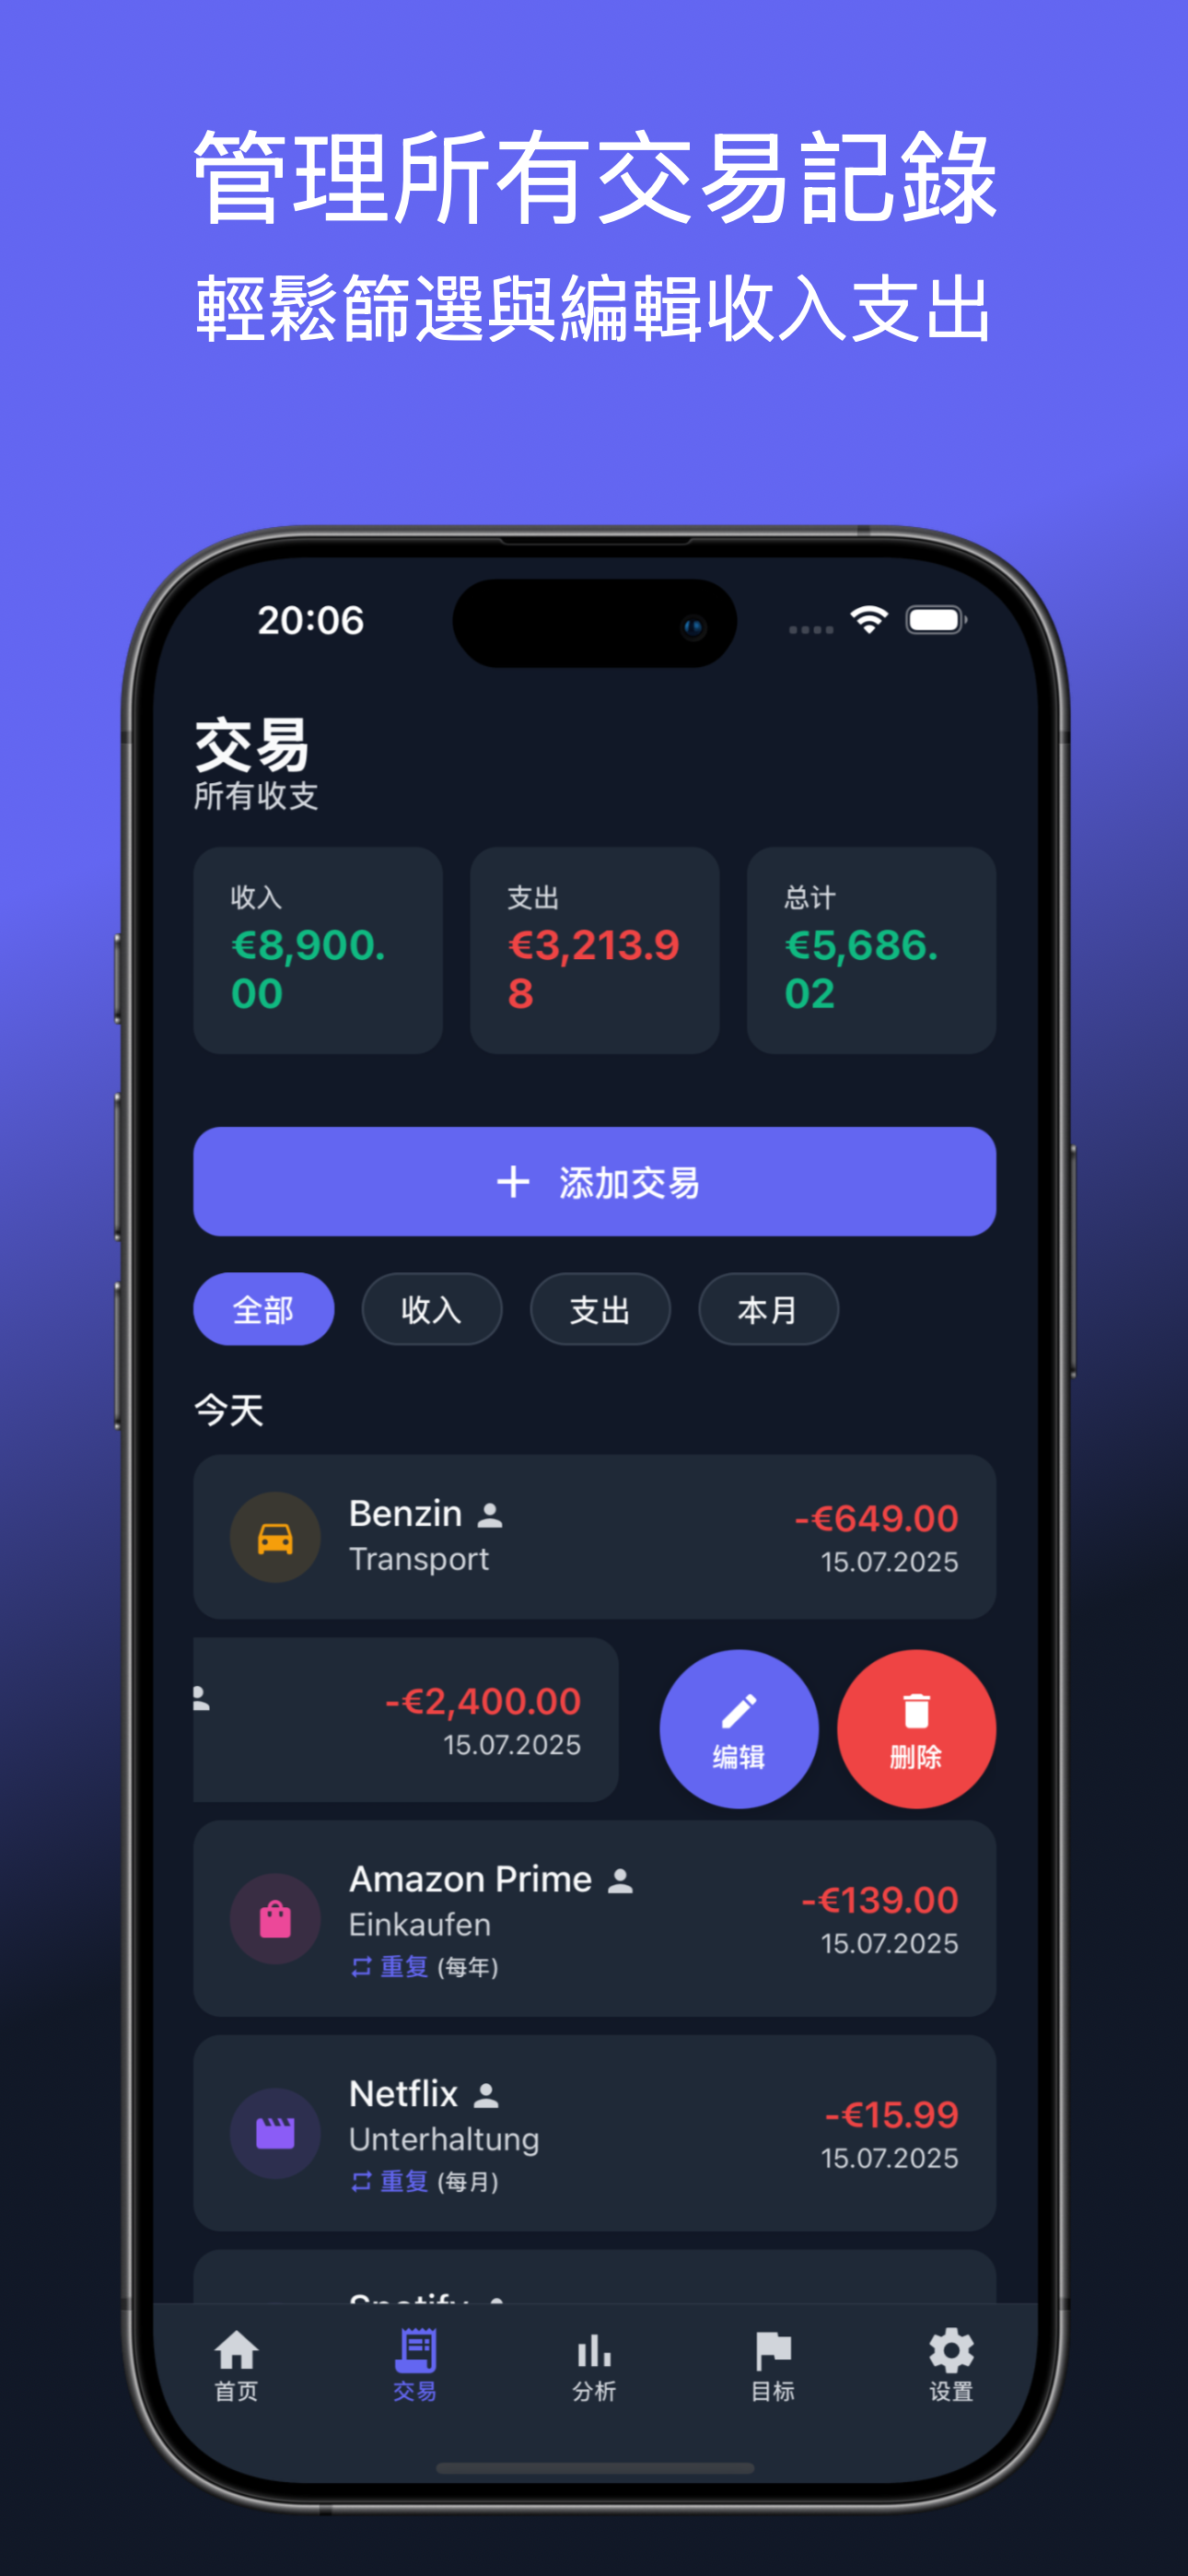 管理所有交易記錄
輕鬆篩選與編輯收入支出
20:06
交易
所有收支
收入
€8,900.
00
支出
€3,213.9
8
总计
€5,686.
02
添加交易
全部
收入
支出
本月
今天
Benzin
-€649.00
Transport
15.07.2025
-€2,400.00
15.07.2025
编辑
删除
Amazon Prime
-€139.00
Einkaufen
15.07.2025
重复 (每年)
Netflix
-€15.99
Unterhaltung
15.07.2025
重复 (每月)
Spotify
首页
交易
分析
目标
设置